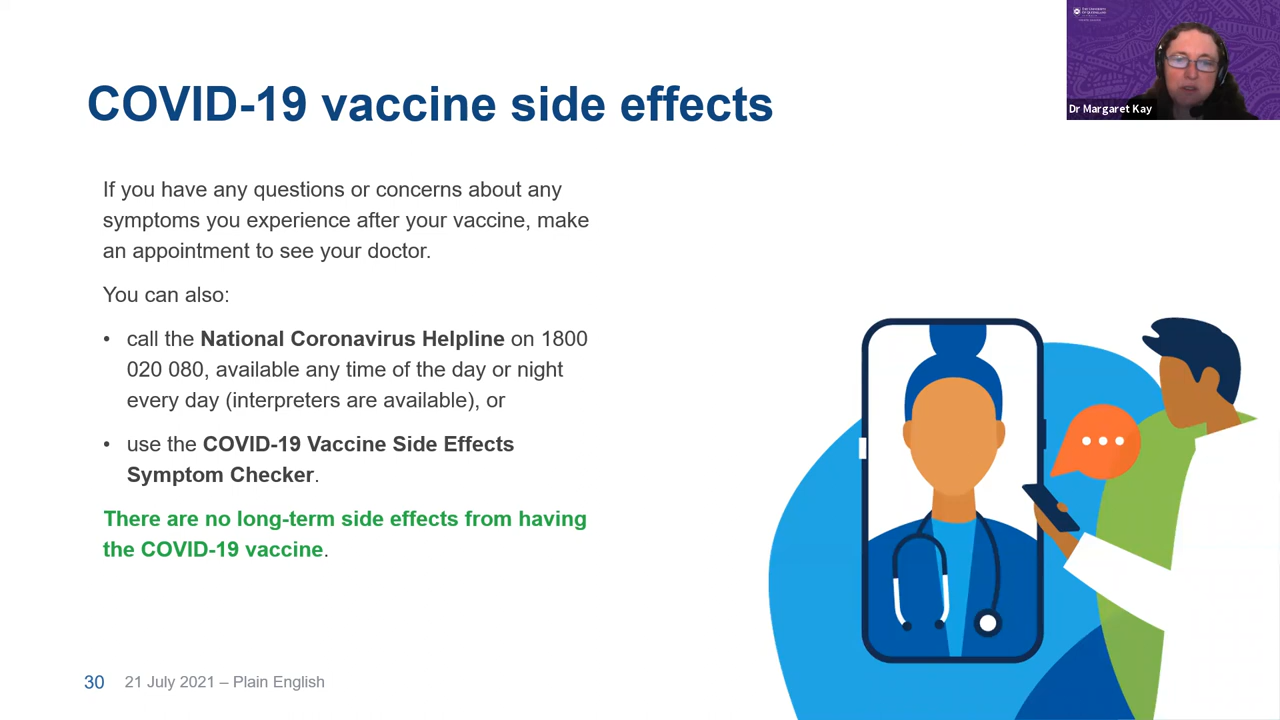 COVID-19 vaccine side effects
Dr Margaret Kay
If you have any questions or concerns about any
symptoms you experience after your vaccine, make
an appointment to see your doctor.
You can also:
• call the National Coronavirus Helpline on 1800
020 080, available any time of the day or night
every day (interpreters are available), or
• use the COVID-19 Vaccine Side Effects
Symptom Checker.
There are no long-term side effects from having
the COVID-19 vaccine.
30 21 July 2021 – Plain English